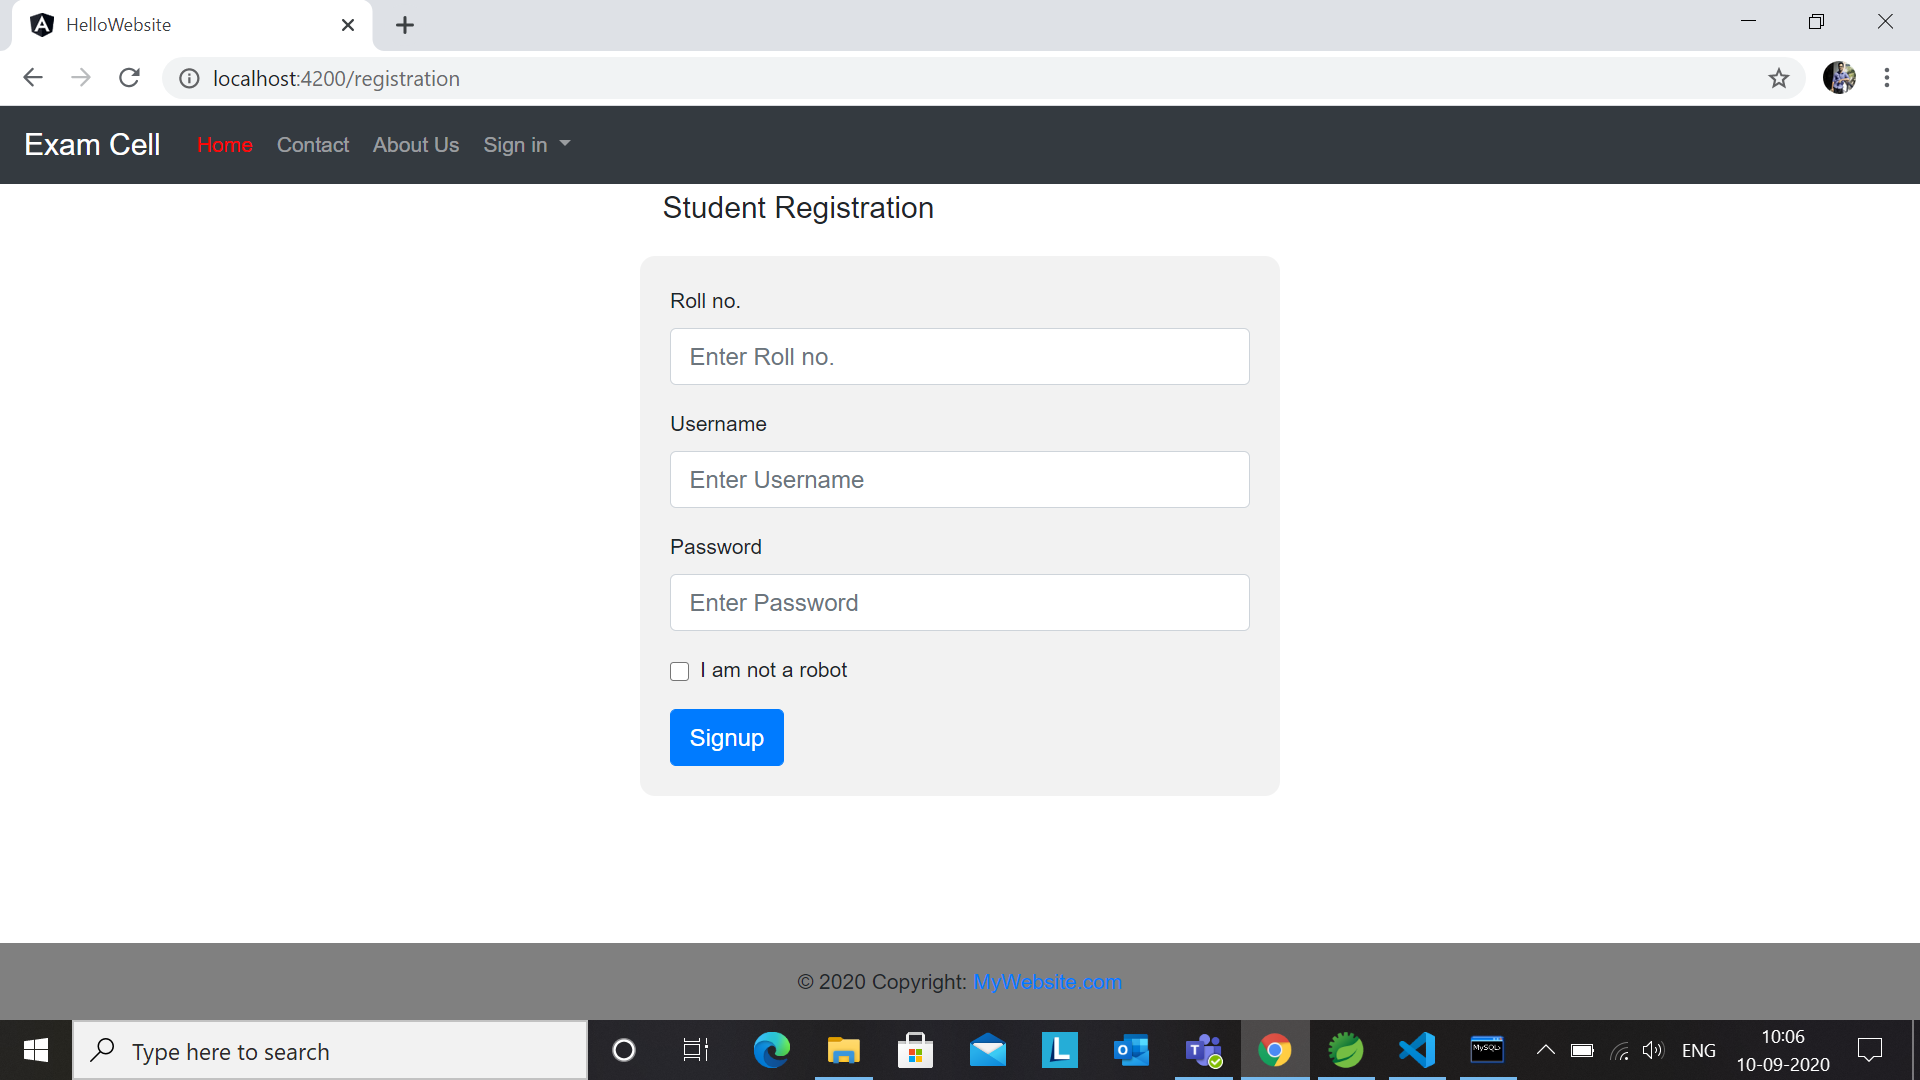 HelloWebsite
localhost:4200/registration
Exam Cell Home Contact About Us Sign in
Student Registration
Roll no.
Enter Roll no.
Username
Enter Username
Password
Enter Password
I am not a robot
Signup
© 2020 Copyright: MyWebsite.com
Type here to search
L
MySQL
ENG
10:06
10-09-2020